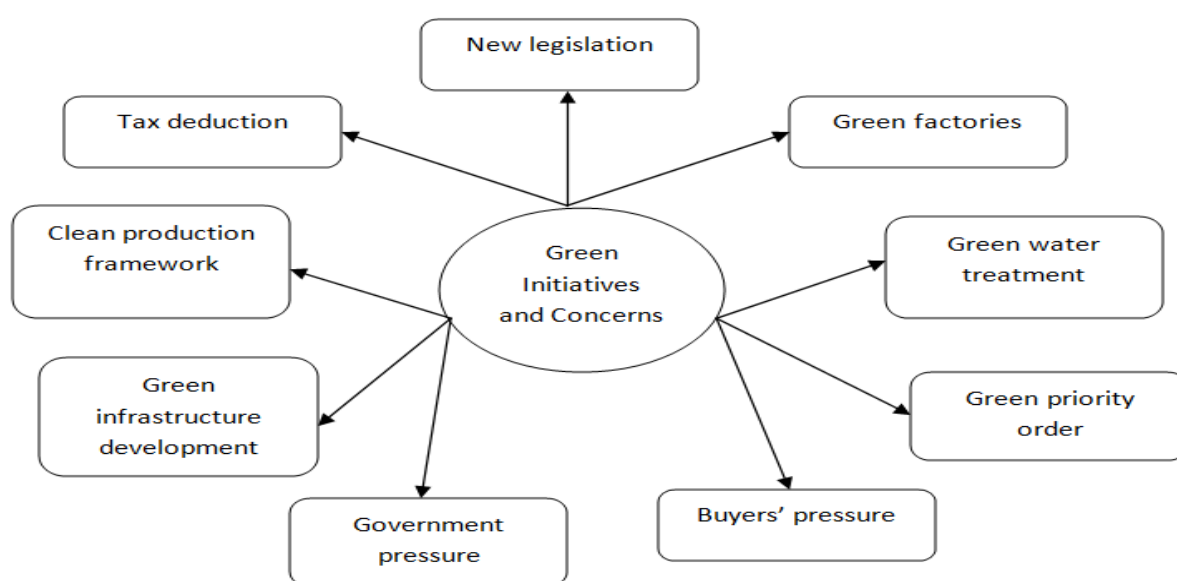 New legislation
Tax deduction
Green factories
Clean production
framework
Green
Initiatives
and Concerns
Green water
treatment
Green
infrastructure
development
Green priority
order
Government
pressure
Buyers’ pressure